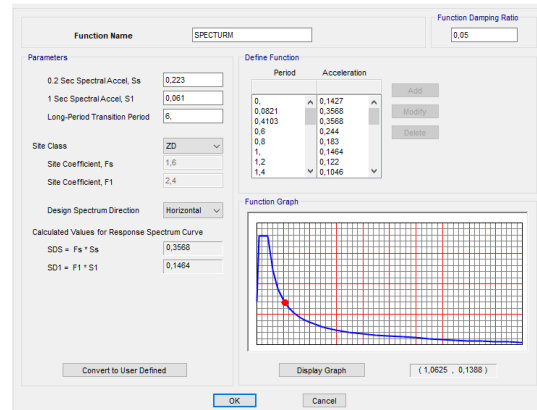 Function Damping Ratio
Function Name SPECTURM 0,05
Parameters
0.2 Sec Spectral Accel, Ss 0,223
1 Sec Spectral Accel, S1 0,061
Long-Period Transition Period 6,
Site Class ZD
Site Coefficient, Fs 1,6
Site Coefficient, F1 2,4
Design Spectrum Direction Horizontal
Calculated Values for Response Spectrum Curve
SDS = Fs * Ss 0,3568
SD1 = F1 * S1 0,1464
Convert to User Defined
Define Function
Period Acceleration
0, 0,1427
0,0821 0,3568
0,4103 0,3568
0,6 0,244
0,8 0,183
1, 0,1464
1,2 0,122
1,4 0,1046
Add
Modify
Delete
Function Graph
Display Graph (1,0625 , 0,1388)
OK Cancel